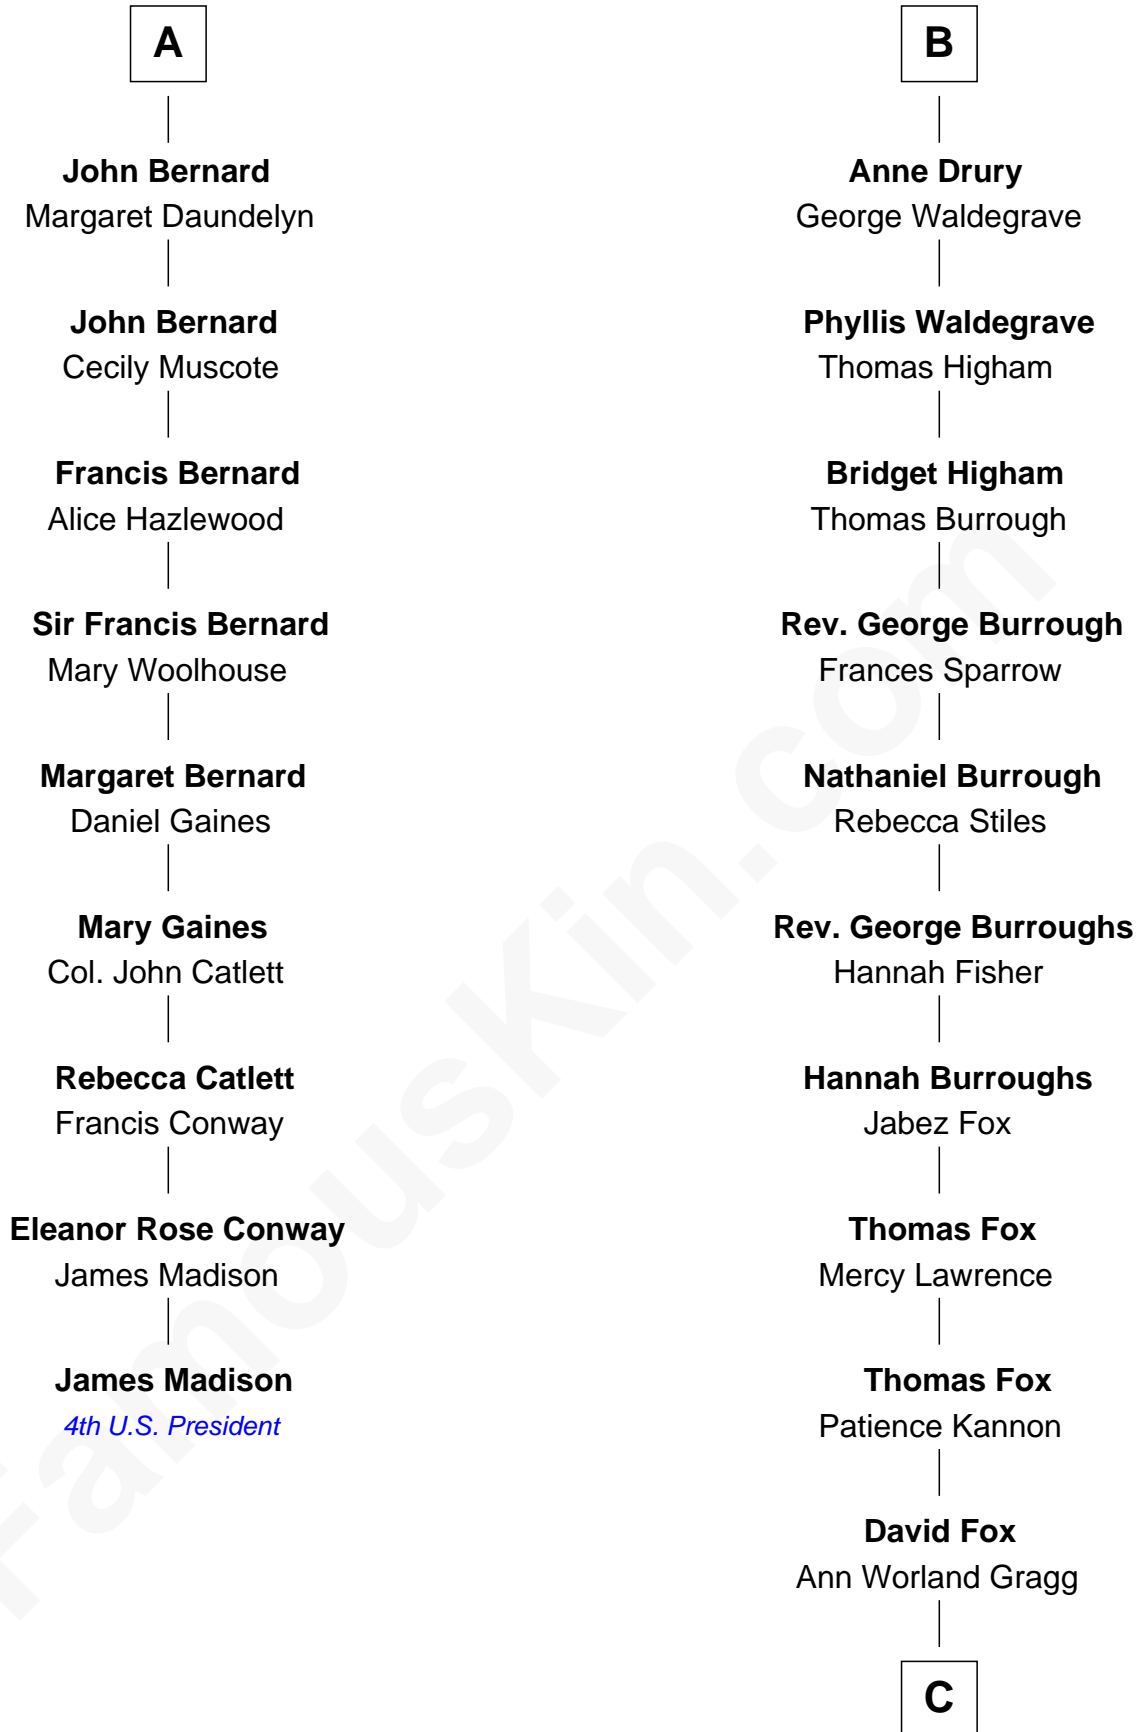 A
John Bernard
Margaret Daundelyn
John Bernard
Cecily Muscote
Francis Bernard
Alice Hazlewood
Sir Francis Bernard
Mary Woolhouse
Margaret Bernard
Daniel Gaines
Mary Gaines
Col. John Catlett
Rebecca Catlett
Francis Conway
Eleanor Rose Conway
James Madison
James Madison
4th U.S. President
B
Anne Drury
George Waldegrave
Phyllis Waldegrave
Thomas Higham
Bridget Higham
Thomas Burrough
Rev. George Burrough
Frances Sparrow
Nathaniel Burrough
Rebecca Stiles
Rev. George Burroughs
Hannah Fisher
Hannah Burroughs
Jabez Fox
Thomas Fox
Mercy Lawrence
Thomas Fox
Patience Kannon
David Fox
Ann Worland Gragg
C
FamousKin.com